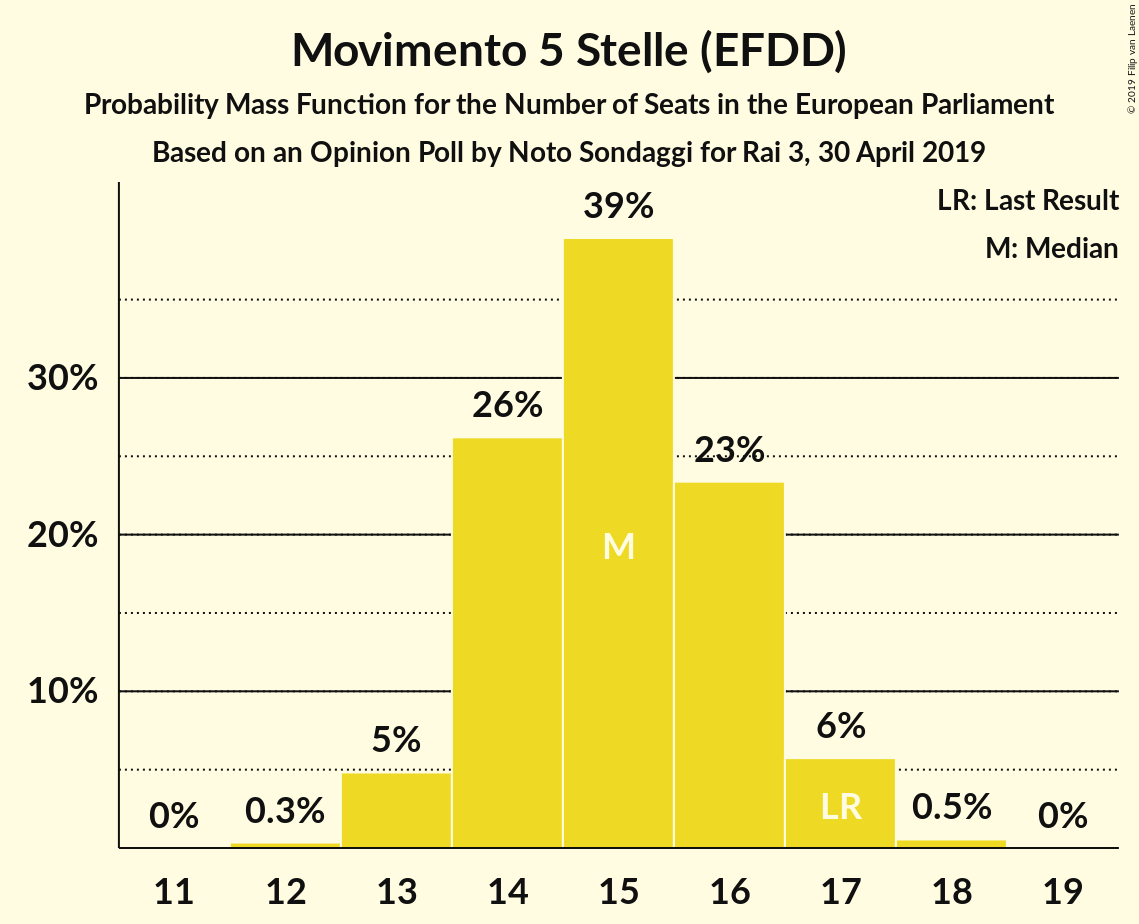 Movimento 5 Stelle (EFDD)
Probability Mass Function for the Number of Seats in the European Parliament
Based on an Opinion Poll by Noto Sondaggi for Rai 3, 30 April 2019
© 2019 Filip van Laenen
LR: Last Result
M: Median
39%
30%
26%
23%
20%
M
10%
5%
6%
0%
0.3%
LR
0.5%
0%
11 12 13 14 15 16 17 18 19